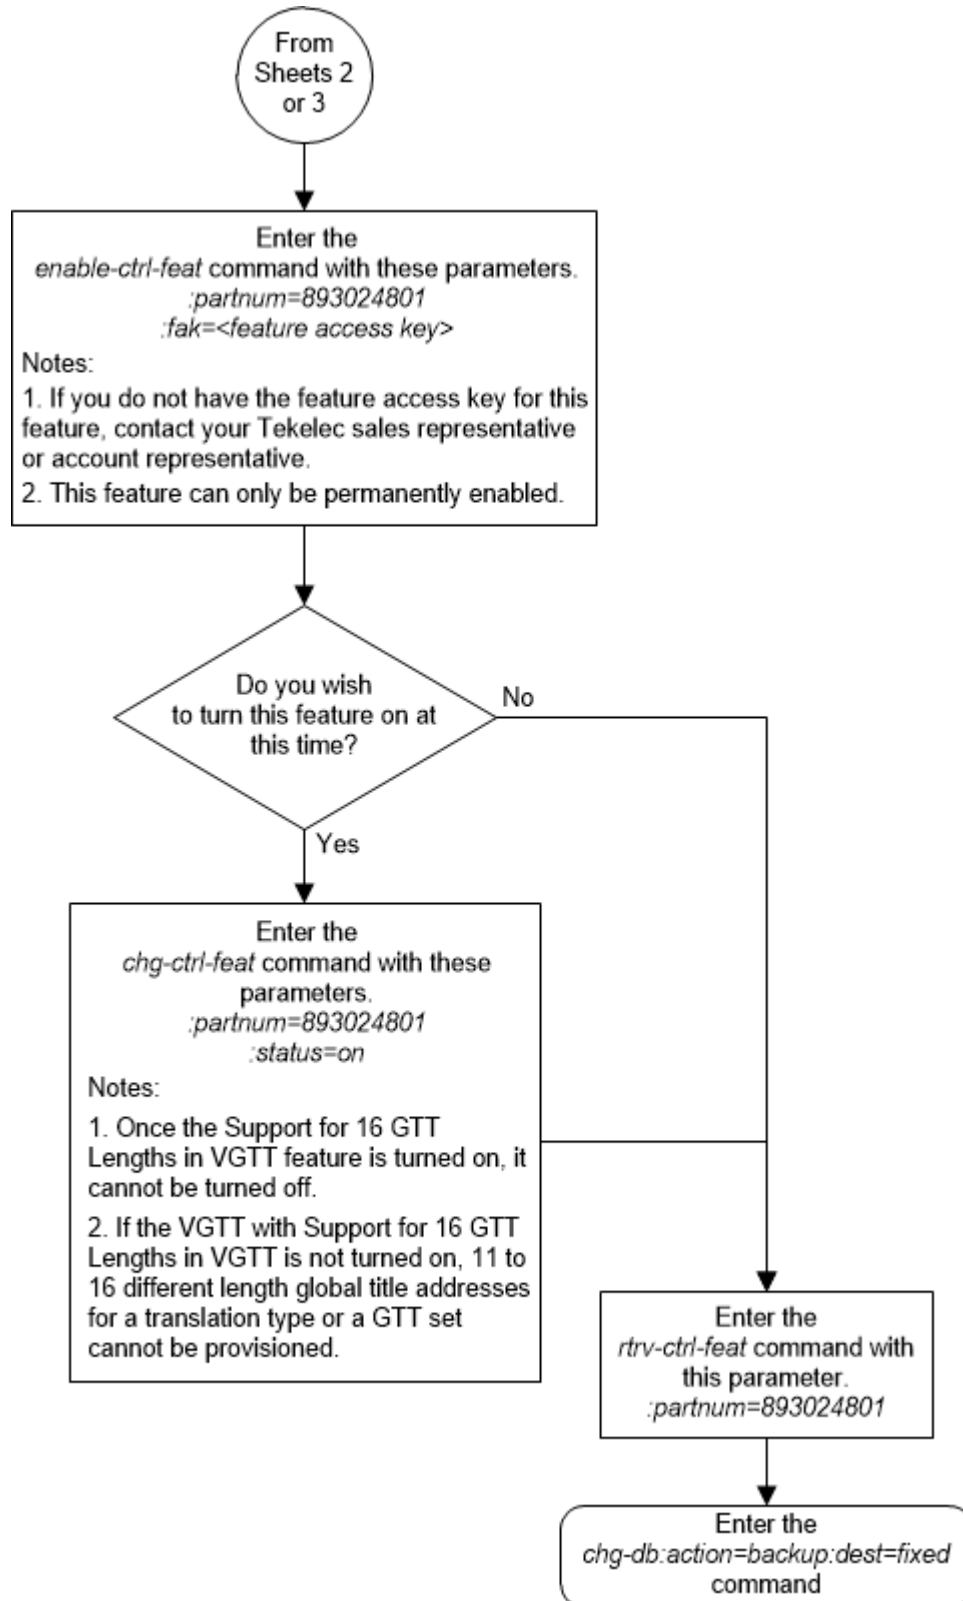 From
Sheets 2
or 3
Enter the
enable-ctrl-feat command with these parameters.
:partnum=893024801
:fak=<feature access key>
Notes:
1. If you do not have the feature access key for this
feature, contact your Tekelec sales representative
or account representative.
2. This feature can only be permanently enabled.
Do you wish
to turn this feature on at
this time?
No
Yes
Enter the
chg-ctrl-feat command with these
parameters.
:partnum=893024801
:status=on
Notes:
1. Once the Support for 16 GTT
Lengths in VGTT feature is turned on, it
cannot be turned off.
2. If the VGTT with Support for 16 GTT
Lengths in VGTT is not turned on, 11 to
16 different length global title addresses
for a translation type or a GTT set
cannot be provisioned.
Enter the
rtrv-ctrl-feat command with
this parameter.
:partnum=893024801
Enter the
chg-db:action=backup:dest=fixed
command